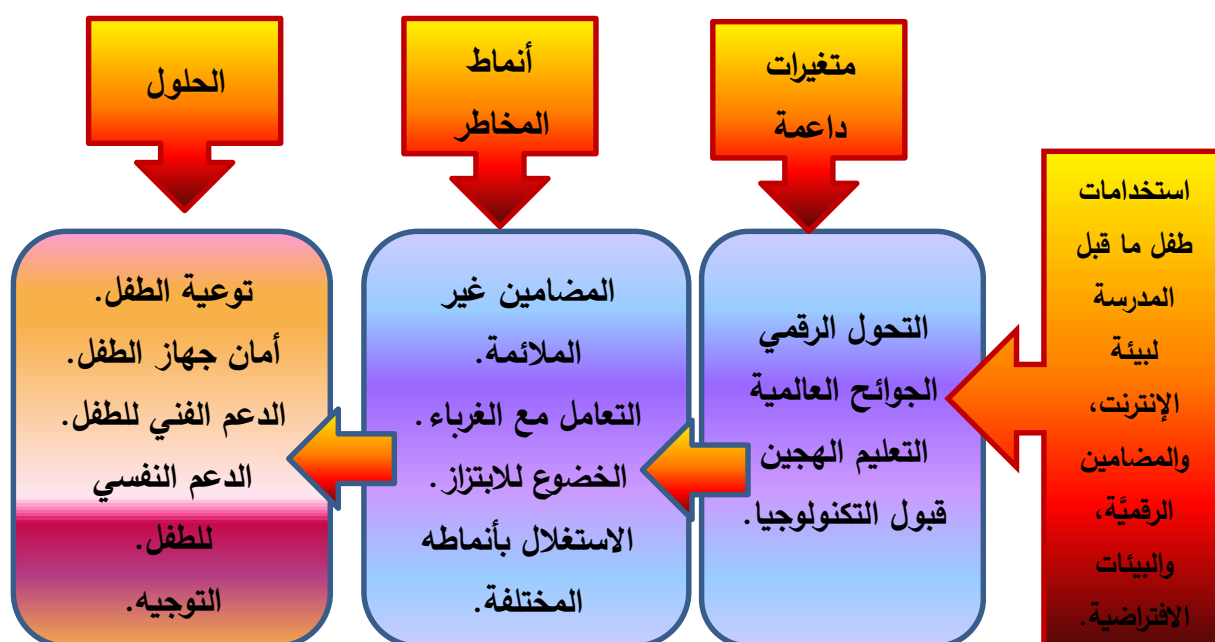 استخدامات
طفل ما قبل
المدرسة
لبيئة
الإنترنت،
والمضامين
الرقميَّة،
والبيئات
الافتراضية.
متغيرات
داعمة
التحول الرقمي
الجوائح العالمية
التعليم الهجين
قبول التكنولوجيا.
أنماط
المخاطر
المضامين غير
الملائمة.
التعامل مع الغرباء.
الخضوع للابتزاز.
الاستغلال بأنماطه
المختلفة.
الحلول
توعية الطفل.
أمان جهاز الطفل.
الدعم الفني للطفل.
الدعم النفسي
للطفل.
التوجيه.